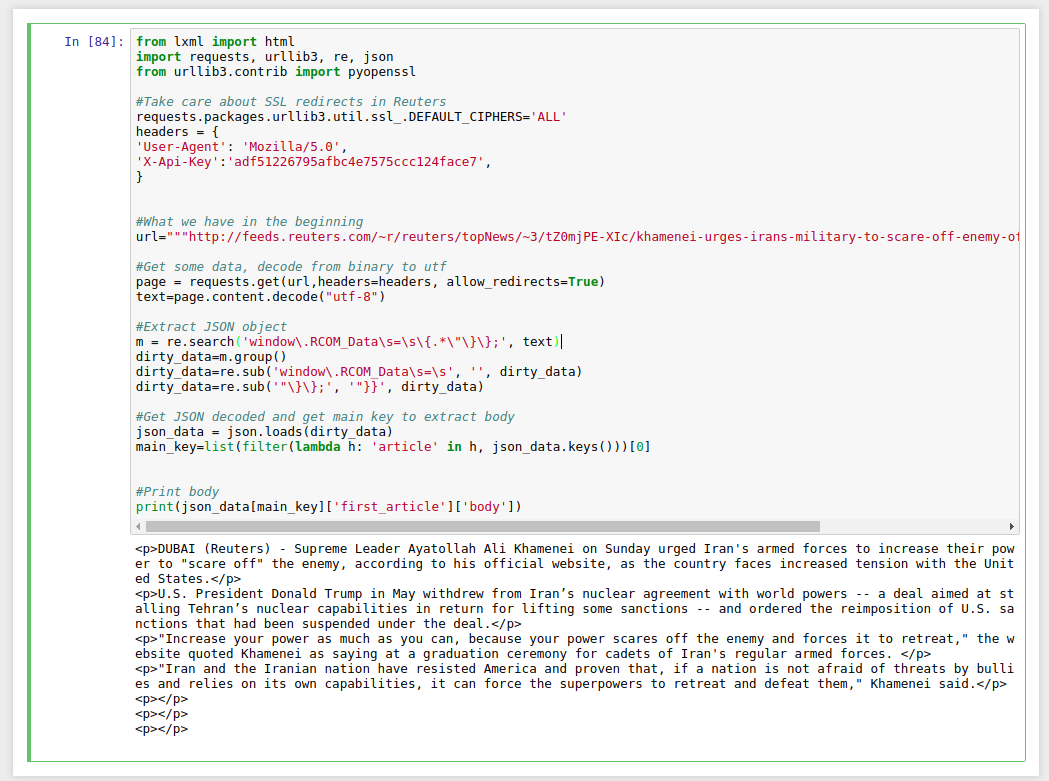 In [84]:
from lxml import html
import requests, urllib3, re, json
from urllib3.contrib import pyopenssl
#Take care about SSL redirects in Reuters
requests.packages.urllib3.util.ssl_.DEFAULT_CIPHERS='ALL'
headers = {
'User-Agent': 'Mozilla/5.0',
'X-Api-Key':'adf51226795afbc4e7575ccc124face7',
}
#What we have in the beginning
url="""http://feeds.reuters.com/~r/reuters/topNews/~3/tZ0mjPE-XIc/khamenei-urges-irans-military-to-scare-off-enemy-of
#Get some data, decode from binary to utf
page = requests.get(url,headers=headers, allow_redirects=True)
text=page.content.decode("utf-8")
#Extract JSON object
m = re.search('window\.RCOM_Data\s=\s\{.*\"\}\};', text)
dirty_data=m.group()
dirty_data=re.sub('window\.RCOM_Data\s=\s', '', dirty_data)
dirty_data=re.sub('"\}\};', '"}}', dirty_data)
#Get JSON decoded and get main key to extract body
json_data = json.loads(dirty_data)
main_key=list(filter(lambda h: 'article' in h, json_data.keys()))[0]
#Print body
print(json_data[main_key]['first_article']['body'])
<p>DUBAI (Reuters) - Supreme Leader Ayatollah Ali Khamenei on Sunday urged Iran's armed forces to increase their pow
er to "scare off" the enemy, according to his official website, as the country faces increased tension with the Unit
ed States.</p>
<p>U.S. President Donald Trump in May withdrew from Iran’s nuclear agreement with world powers -- a deal aimed at st
alling Tehran’s nuclear capabilities in return for lifting some sanctions -- and ordered the reimposition of U.S. sa
nctions that had been suspended under the deal.</p>
<p>"Increase your power as much as you can, because your power scares off the enemy and forces it to retreat," the w
ebsite quoted Khamenei as saying at a graduation ceremony for cadets of Iran's regular armed forces. </p>
<p>"Iran and the Iranian nation have resisted America and proven that, if a nation is not afraid of threats by bulli
es and relies on its own capabilities, it can force the superpowers to retreat and defeat them," Khamenei said.</p>
<p></p>
<p></p>
<p></p>